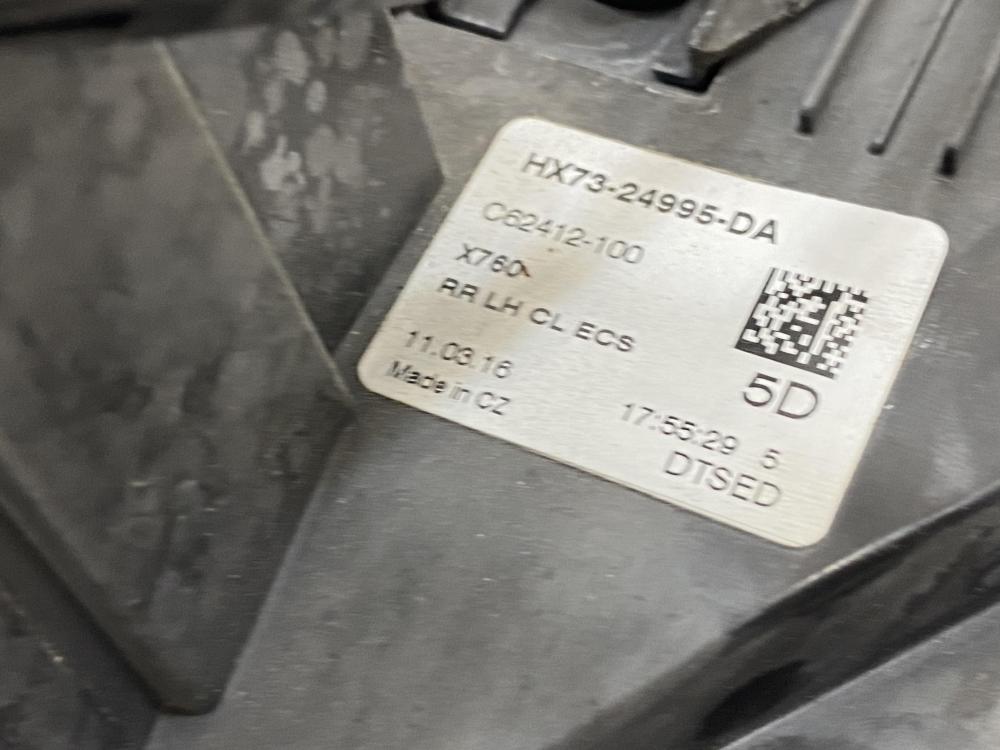 HX73-24995-DA
C62412-100
X760
RR LH CL ECS
5D
11.03.16
17:55:29 5
Made in CZ
DTSED